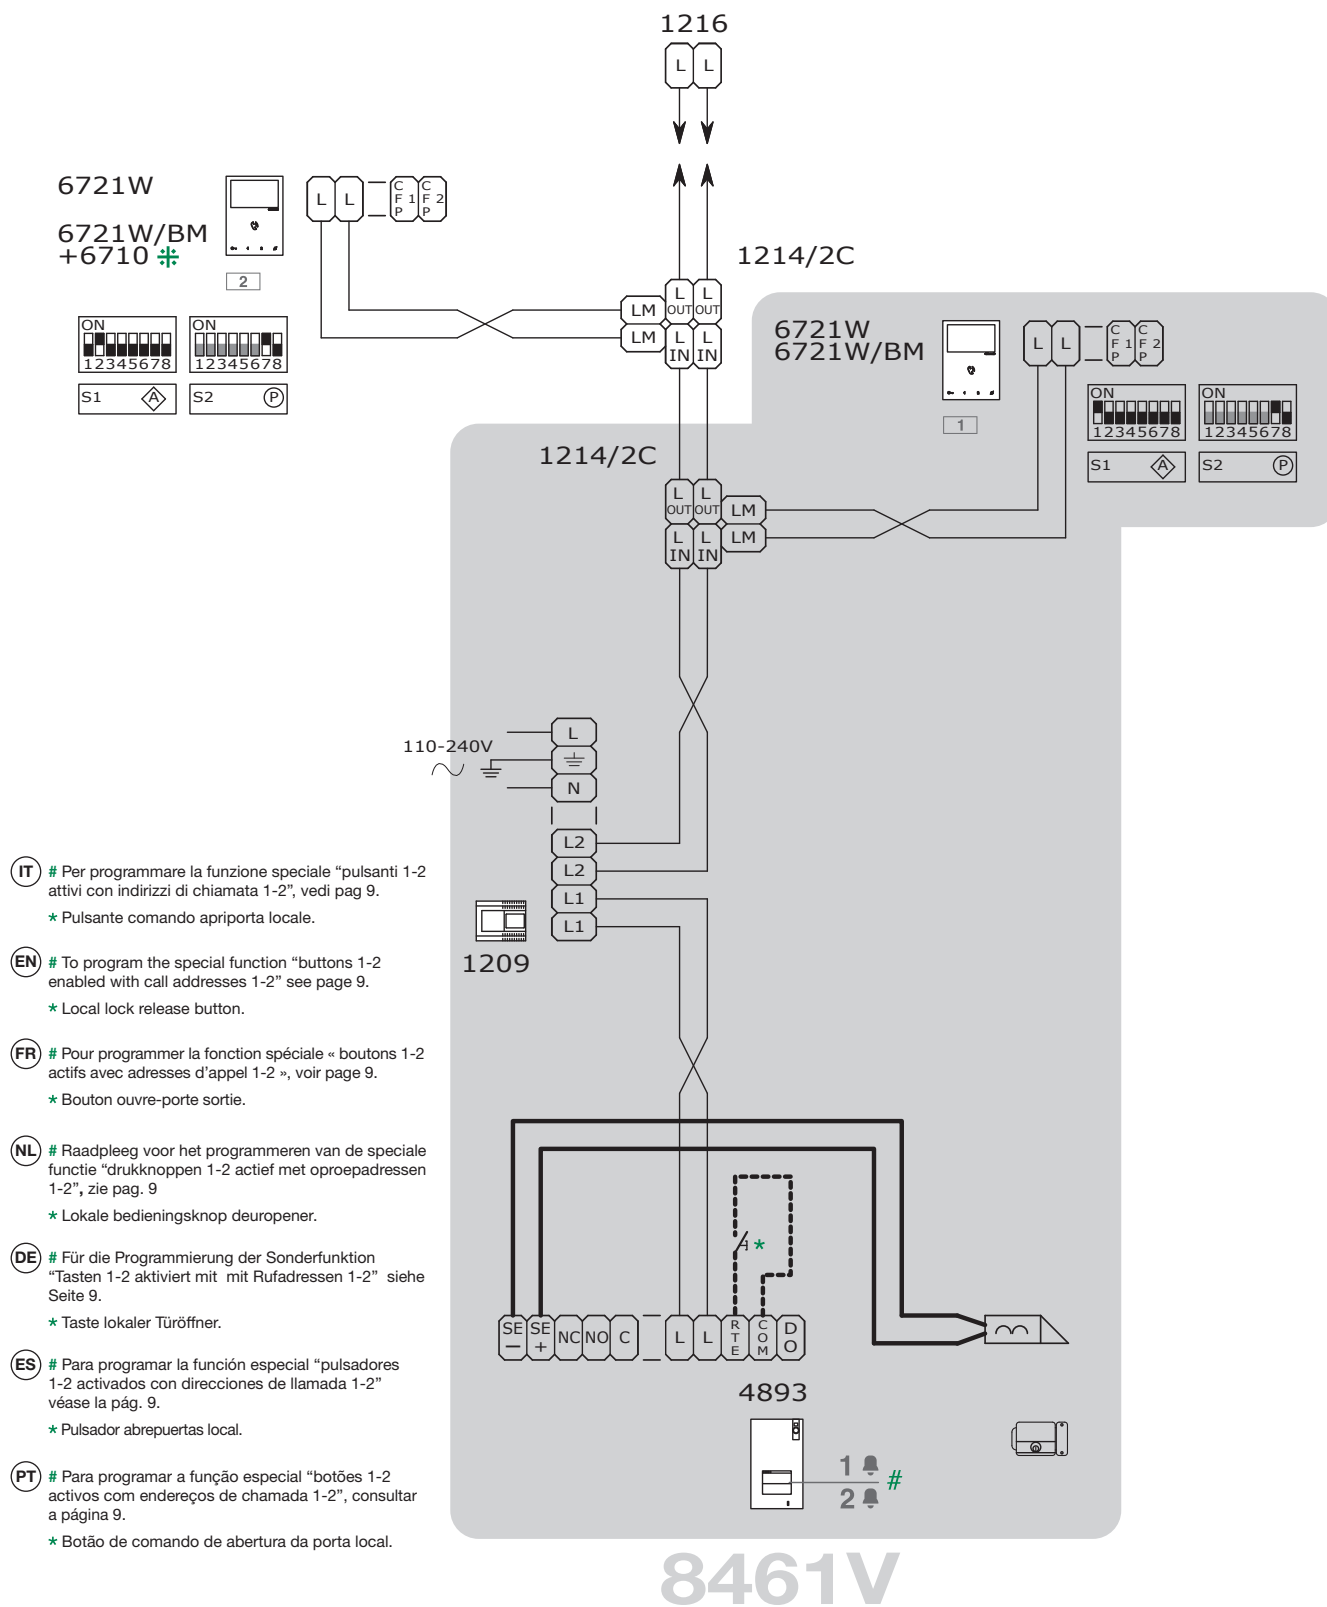 1216
L L
6721W
6721W/BM
+6710
2
L L C F P 1 C F P 2
1214/2C
LM L OUT L OUT
LM L IN L IN
ON
12345678
ON
12345678
S1 A
S2 P
6721W
6721W/BM
1
L L C F P 1 C F P 2
ON
12345678
ON
12345678
S1 A
S2 P
1214/2C
L OUT L OUT LM
L IN L IN LM
110-240V
L
N
L2
L2
L1
L1
1209
IT # Per programmare la funzione speciale “pulsanti 1-2
attivi con indirizzi di chiamata 1-2”, vedi pag 9.
* Pulsante comando apriporta locale.
EN # To program the special function “buttons 1-2
enabled with call addresses 1-2” see page 9.
* Local lock release button.
FR # Pour programmer la fonction spéciale « boutons 1-2
actifs avec adresses d'appel 1-2 », voir page 9.
* Bouton ouvre-porte sortie.
NL # Raadpleeg voor het programmeren van de speciale
functie “drukknoppen 1-2 actief met oproepadressen
1-2”, zie pag. 9
* Lokale bedieningsknop deuropener.
DE # Für die Programmierung der Sonderfunktion
“Tasten 1-2 aktiviert mit mit Rufadressen 1-2” siehe
Seite 9.
* Taste lokaler Türöffner.
ES # Para programar la función especial “pulsadores
1-2 activados con direcciones de llamada 1-2”
véase la pág. 9.
* Pulsador abrepuertas local.
PT # Para programar a função especial “botões 1-2
activos com endereços de chamada 1-2”, consultar
a página 9.
* Botão de comando de abertura da porta local.
*
SE − SE + NC NO C L L RTE COM DO
4893
1
2
#
8461V